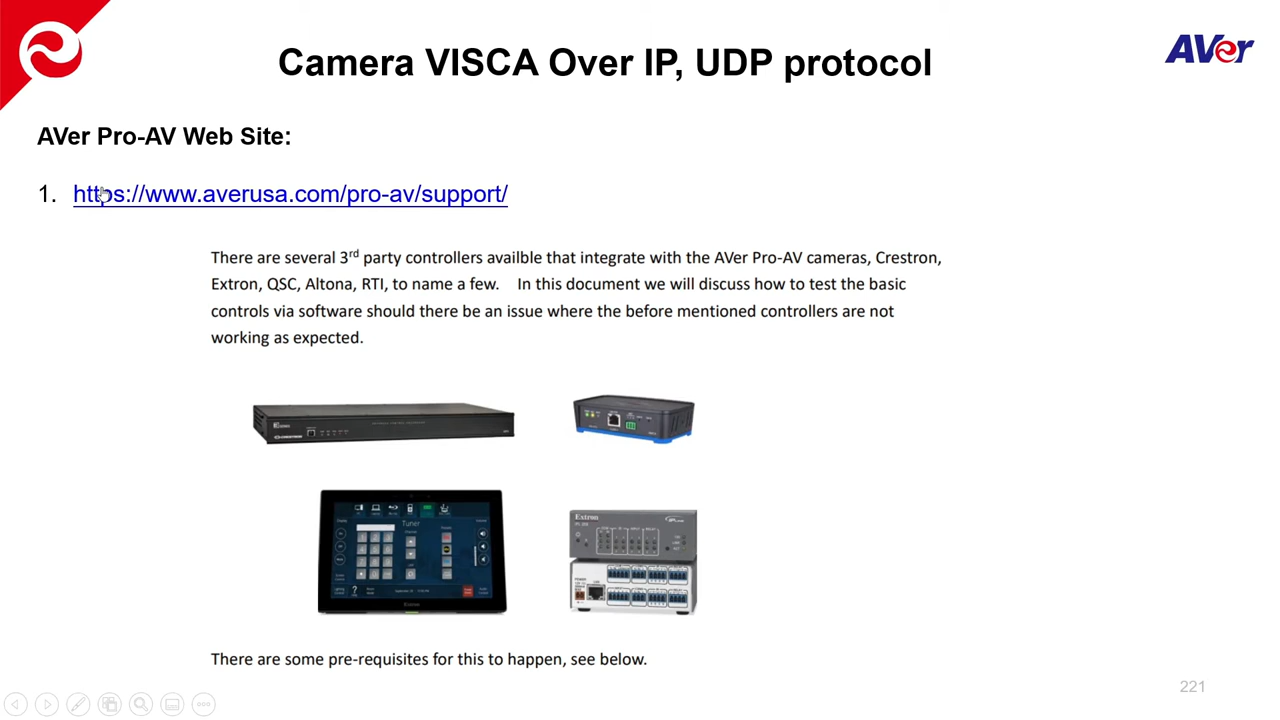 Camera VISCA Over IP, UDP protocol
AVer
AVer Pro-AV Web Site:
1. https://www.averusa.com/pro-av/support/
There are several 3rd party controllers availble that integrate with the AVer Pro-AV cameras, Crestron,
Extron, QSC, Altona, RTI, to name a few. In this document we will discuss how to test the basic
controls via software should there be an issue where the before mentioned controllers are not
working as expected.
Tuner
Extron
There are some pre-requisites for this to happen, see below.
221